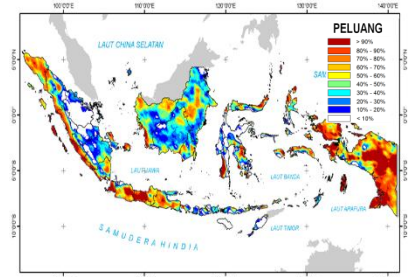 100°0'0"E 110°0'0"E 120°0'0"E 130°0'0"E 140°0'0"E
LAUT CHINA SELATAN
PELUANG
> 90%
80% - 90%
70% - 80%
60% - 70%
50% - 60%
40% - 50%
30% - 40%
20% - 30%
10% - 20%
< 10%
SAM
LAUT JAWA
LAUT BANDA
LAUT ARAFURA
LAUT TIMOR
SAMUDERA HINDIA